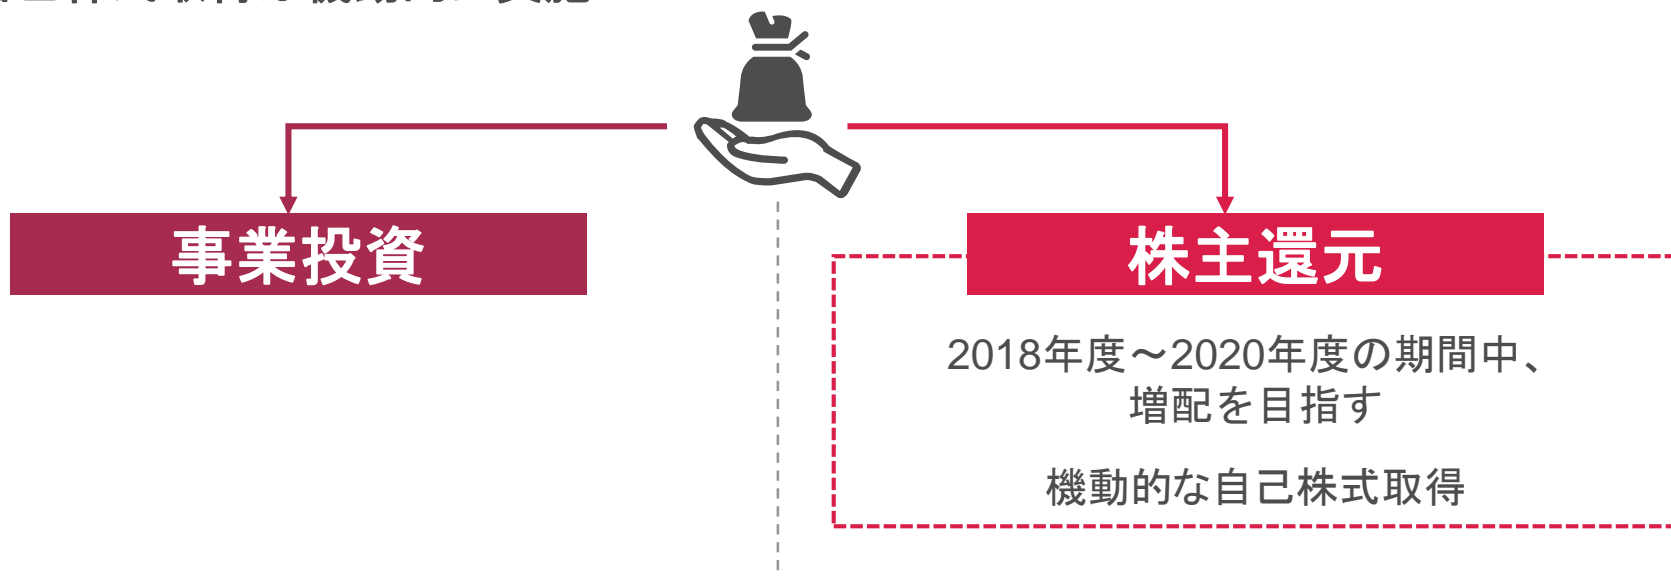 事業投資
株主還元
2018年度～2020年度の期間中、
増配を目指す
機動的な自己株式取得